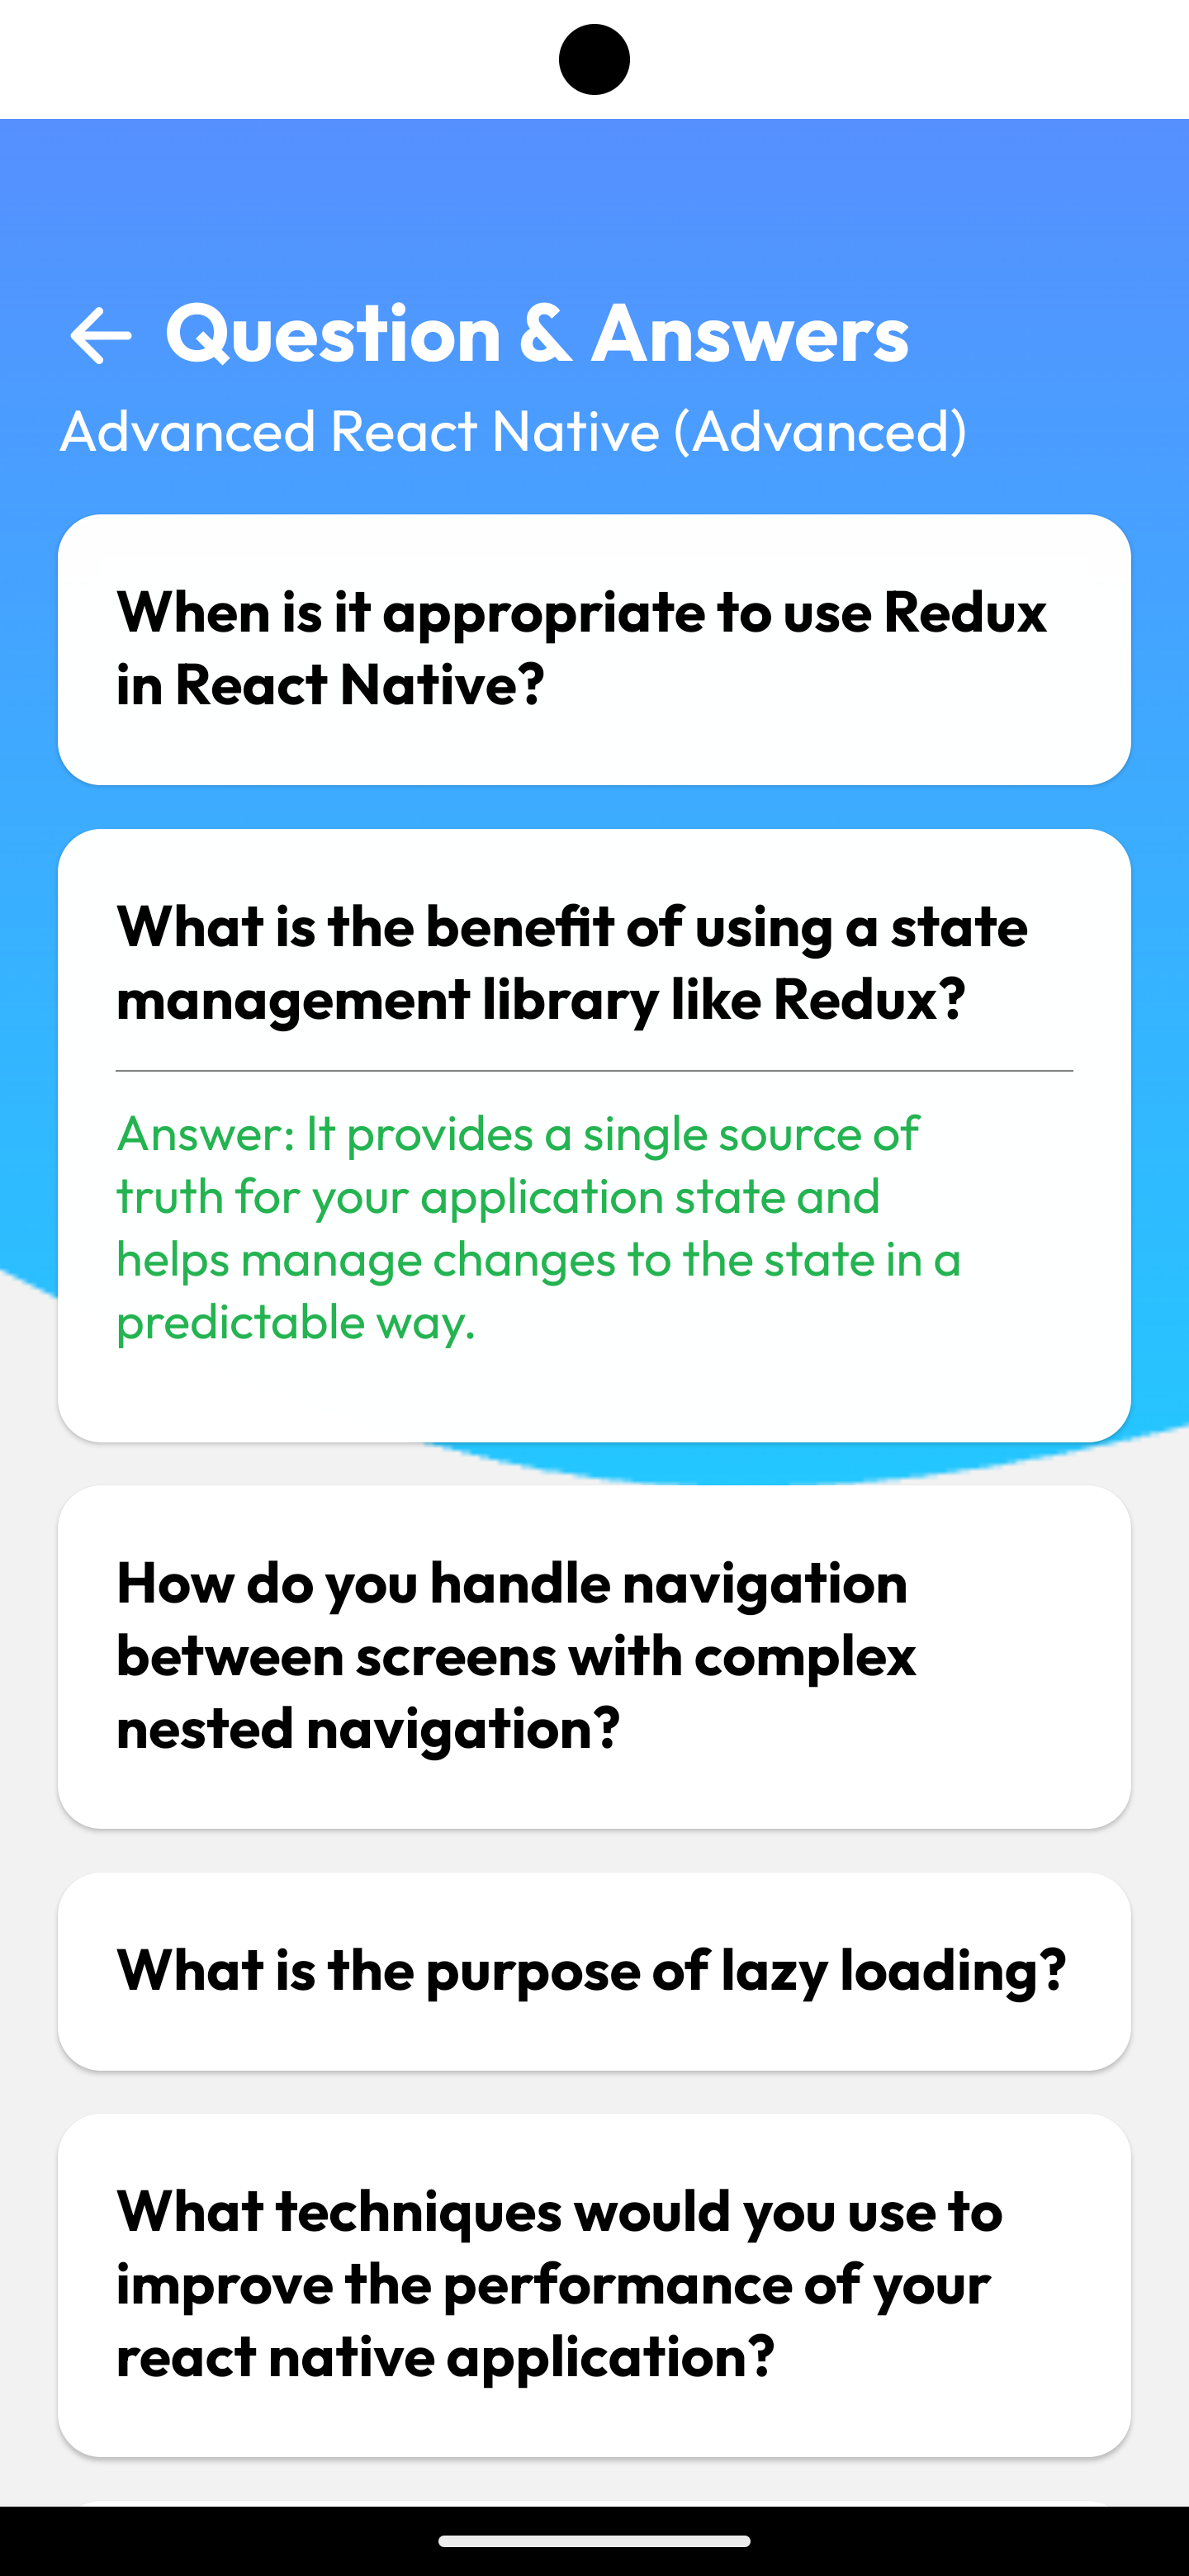 Question & Answers
Advanced React Native (Advanced)
When is it appropriate to use Redux
in React Native?
What is the benefit of using a state
management library like Redux?
Answer: It provides a single source of
truth for your application state and
helps manage changes to the state in a
predictable way.
How do you handle navigation
between screens with complex
nested navigation?
What is the purpose of lazy loading?
What techniques would you use to
improve the performance of your
react native application?